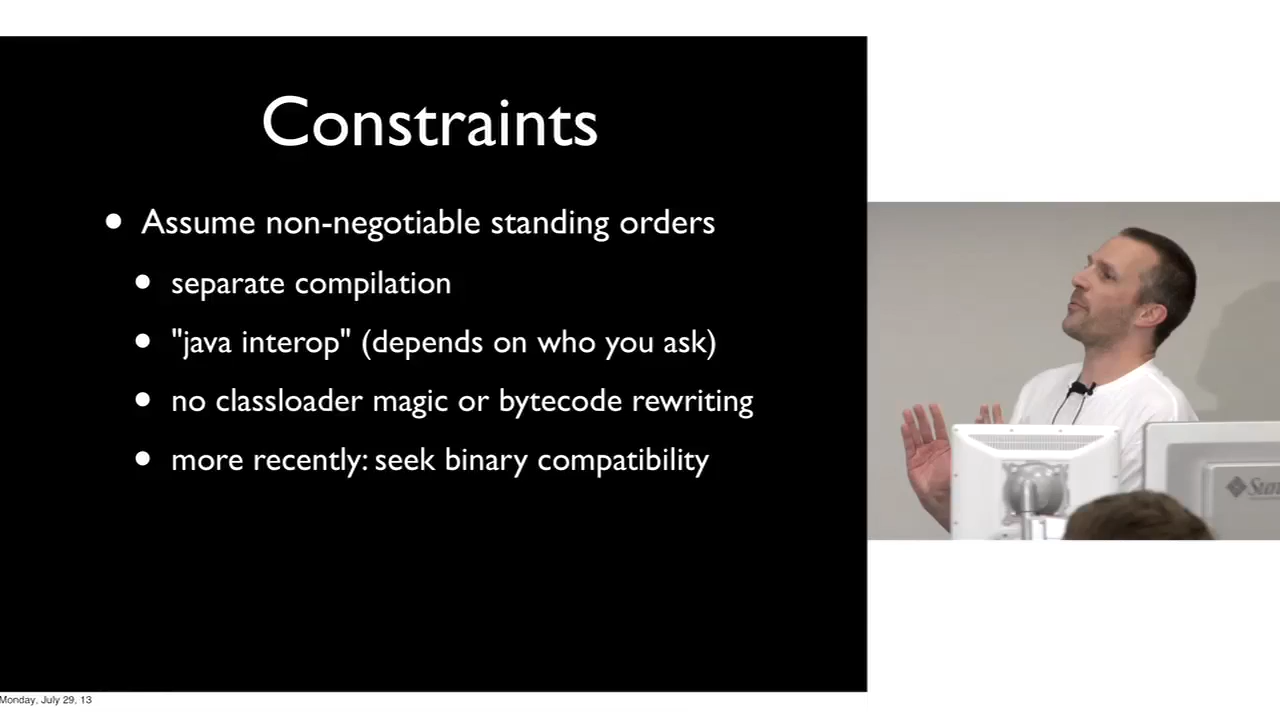 Constraints
• Assume non-negotiable standing orders
• separate compilation
• "java interop" (depends on who you ask)
• no classloader magic or bytecode rewriting
• more recently: seek binary compatibility
Sun
Monday, July 29, 13